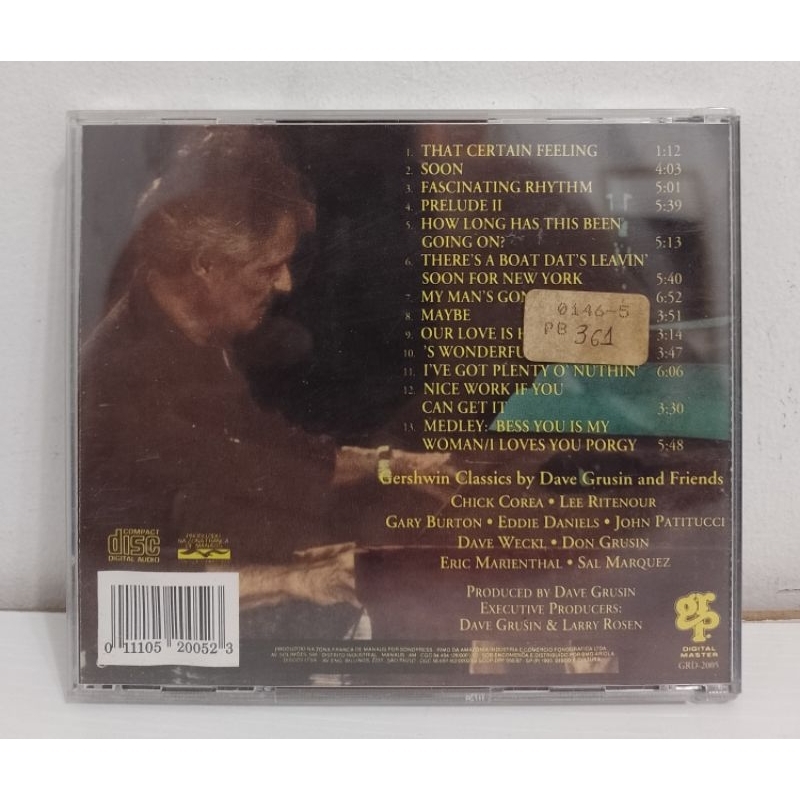 1. THAT CERTAIN FEELING 1:12
2. SOON 4:03
3. FASCINATING RHYTHM 5:01
4. PRELUDE II 5:39
5. HOW LONG HAS THIS BEEN
GOING ON? 5:13
6. THERE'S A BOAT DAT'S LEAVIN'
SOON FOR NEW YORK 5:40
7. MY MAN'S 6:52
8. MAYBE 3:51
9. OUR LOVE IS 3:14
10. 'S WONDERFU 3:47
11. I'VE GOT PLENTY O' NUTHIN' 6:06
12. NICE WORK IF YOU
CAN GET IT 3:30
13. MEDLEY: BESS YOU IS MY
WOMAN/I LOVES YOU PORGY 5:48
0146-5
PB 361
Gershwin Classics by Dave Grusin and Friends
CHICK COREA • LEE RITENOUR
GARY BURTON • EDDIE DANIELS • JOHN PATITUCCI
DAVE WECKL • DON GRUSIN
ERIC MARIENTHAL • SAL MARQUEZ
PRODUCED BY DAVE GRUSIN
EXECUTIVE PRODUCERS:
DAVE GRUSIN & LARRY ROSEN
COMPACT
disc
DIGITAL AUDIO
PRODUZIDO
NA ZONA FRANCA
DE MANAUS
0 11105 20052 3
grp
DIGITAL
MASTER
GRD-2005